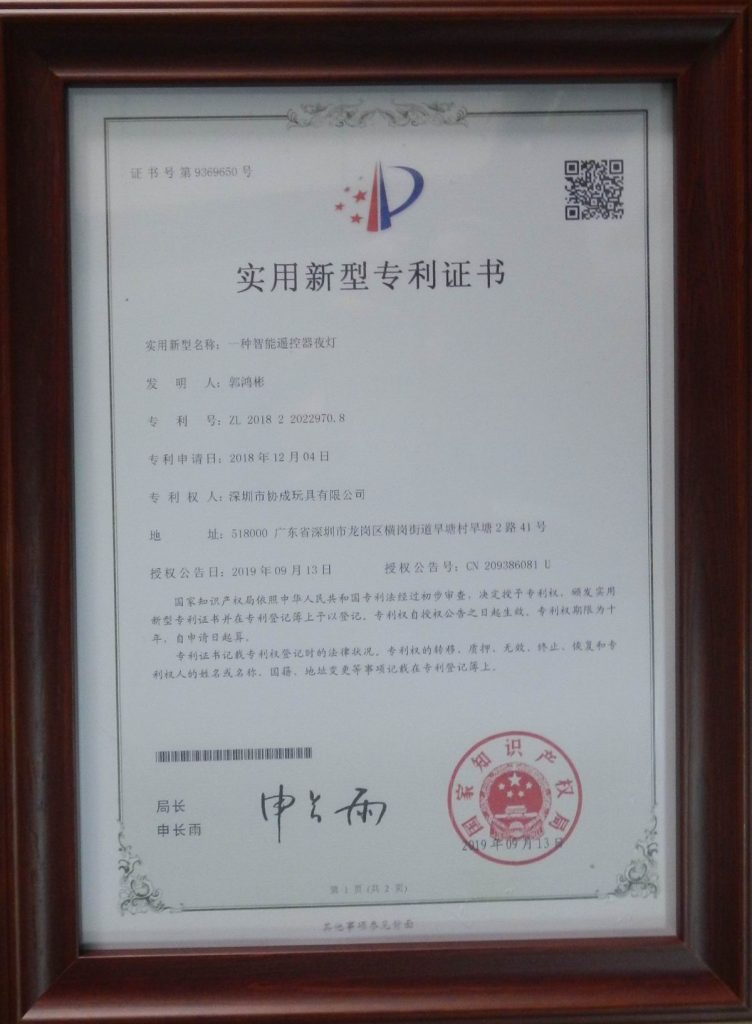 证书号第9369650号
实用新型专利证书
实用新型名称：一种智能遥控器夜灯
发明人：郭鸿彬
专利号：ZL 2018 2 2022970.8
专利申请日：2018年12月04日
专利权人：深圳市协成玩具有限公司
地址：518000 广东省深圳市龙岗区横岗街道旱塘村旱塘2路41号
授权公告日：2019年09月13日 授权公告号：CN 209386081 U
国家知识产权局依照中华人民共和国专利法经过初步审查，决定授予专利权，颁发实用
新型专利证书并在专利登记簿上予以登记。专利权自授权公告之日起生效。专利权期限为十
年，自申请日起算。
专利证书记载专利权登记时的法律状况。专利权的转移、质押、无效、终止、恢复和专
利权人的姓名或名称、国籍、地址变更等事项记载在专利登记簿上。
局长
申长雨
申长雨
国家知识产权局
2019年09月13日
第 1 页 (共 2 页)
其他事项参见背面